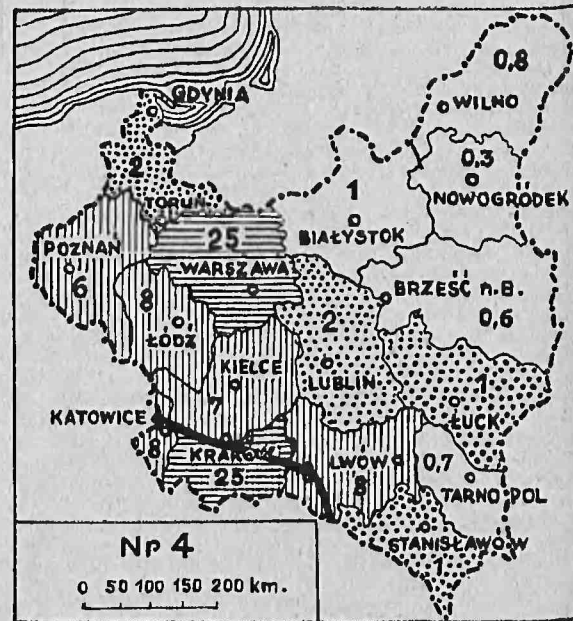 GDYNIA
0,8
WILNO
2
TORUŃ
1
0,3
NOWOGRÓDEK
25
BIAŁYSTOK
POZNAŃ
WARSZAWA
6
8
BRZEŚĆ n.B.
0,6
ŁÓDŹ
2
KIELCE
LUBLIN
1
7
ŁUCK
KATOWICE
8
KRAKÓW
25
LWÓW
8
0,7
TARNOPOL
STANISŁAWÓW
1
Nr 4
0 50 100 150 200 km.